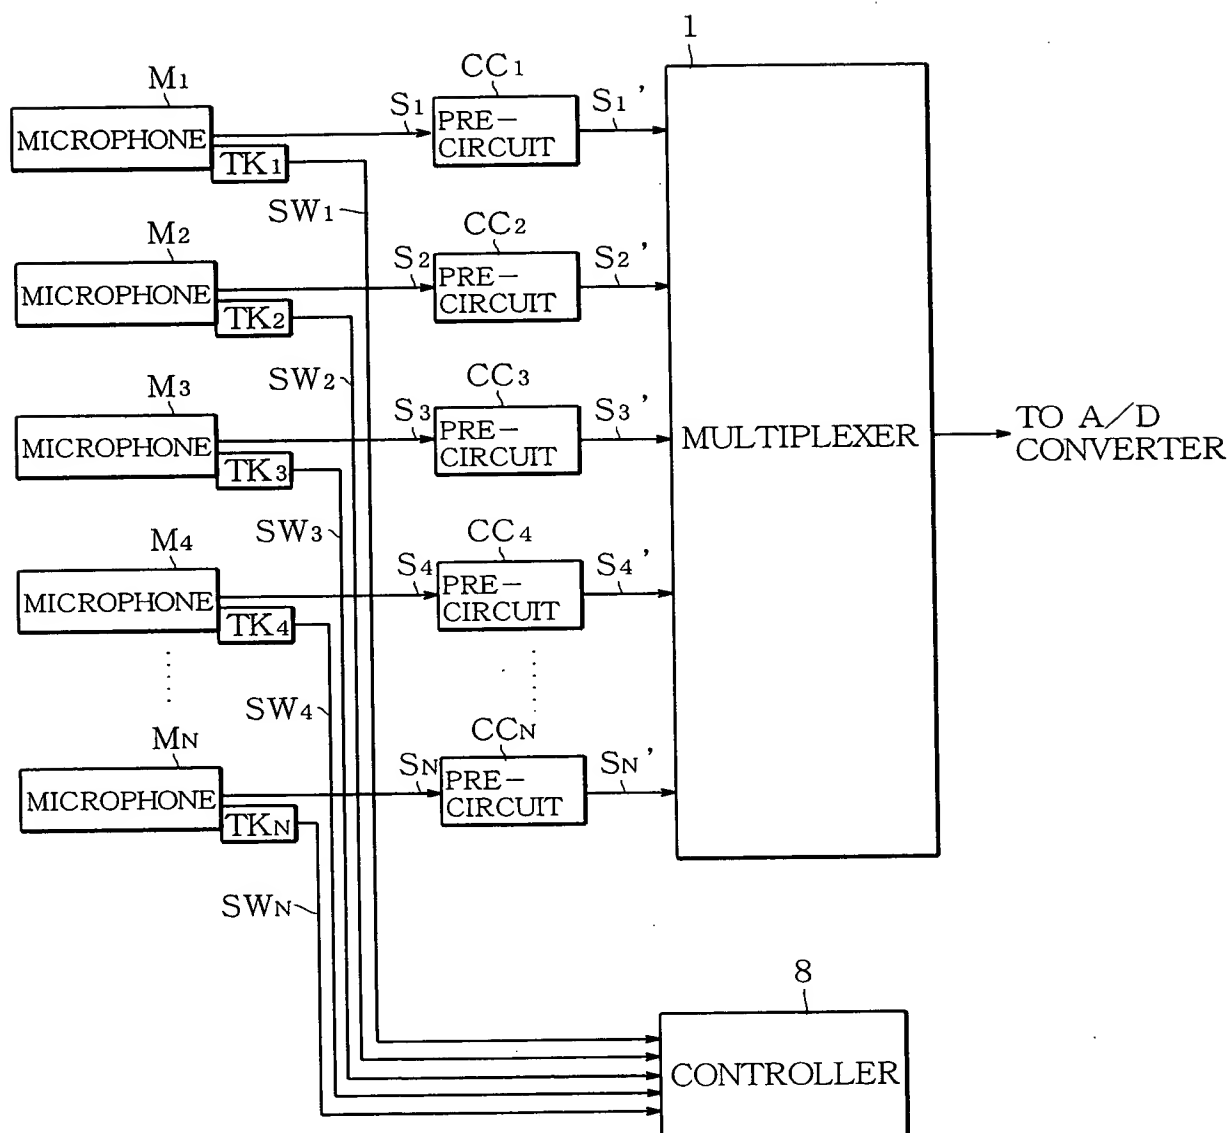 1
M1
CC1
MICROPHONE
S1
PRE-
CIRCUIT
S1'
TK1
SW1
M2
CC2
MICROPHONE
S2
PRE-
CIRCUIT
S2'
TK2
SW2
M3
CC3
MICROPHONE
S3
PRE-
CIRCUIT
S3'
TK3
MULTIPLEXER
TO A/D
CONVERTER
SW3
M4
CC4
MICROPHONE
S4
PRE-
CIRCUIT
S4'
TK4
SW4
MN
CCN
MICROPHONE
SN
PRE-
CIRCUIT
SN'
TKN
SWN
8
CONTROLLER